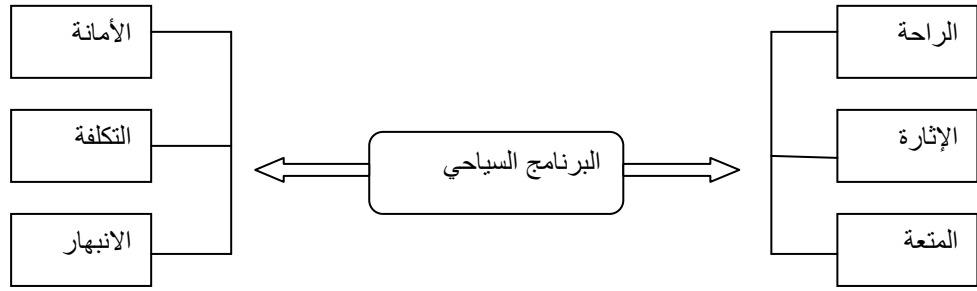 الراحة
الأمانة
الإثارة
التكلفة
البرنامج السياحي
المتعة
الانبهار